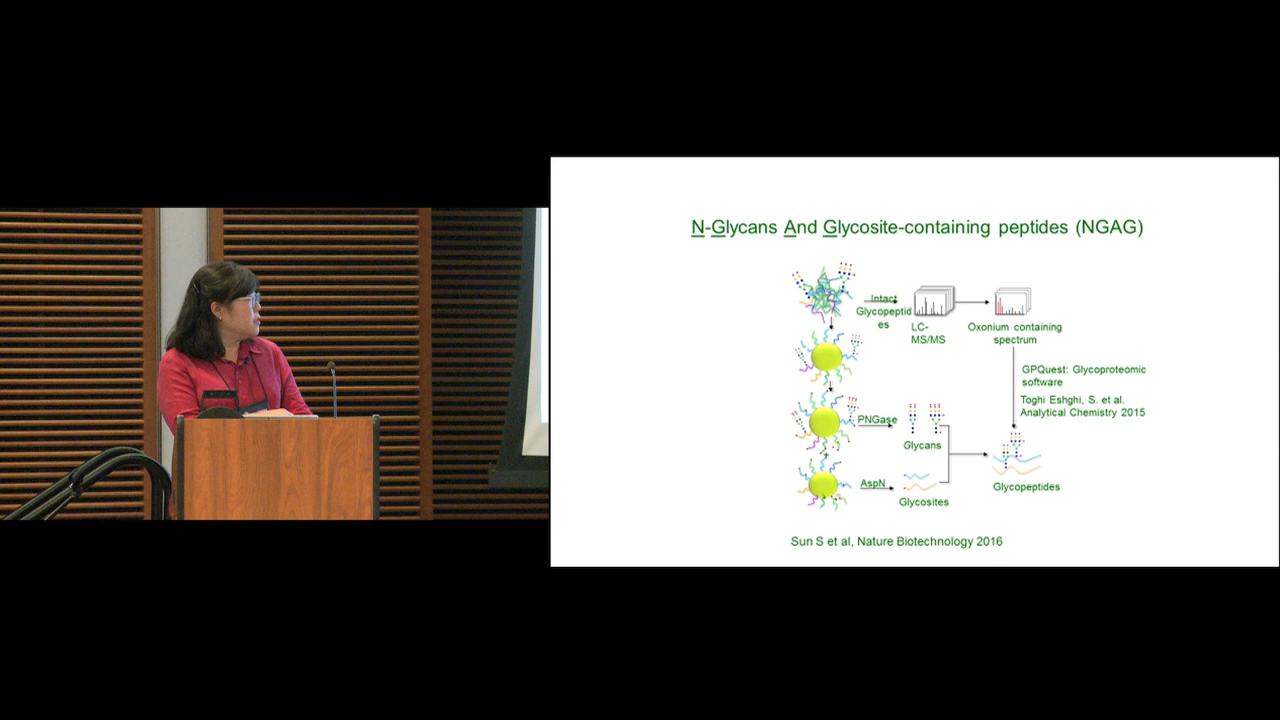 N-Glycans And Glycosite-containing peptides (NGAG)
Intact
Glycopeptid
es
LC-
MS/MS
Oxonium containing
spectrum
GPQuest: Glycoproteomic
software
Toghi Eshghi, S. et al.
Analytical Chemistry 2015
PNGase
Glycans
AspN
Glycosites
Glycopeptides
Sun S et al, Nature Biotechnology 2016